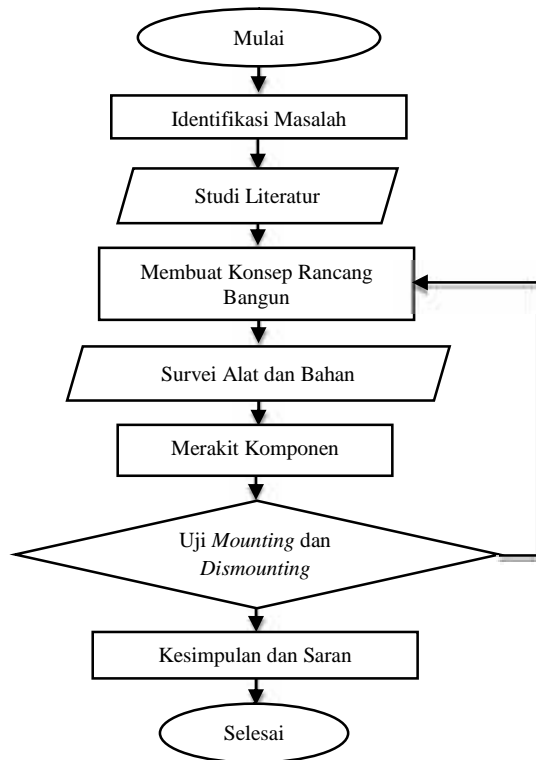 Mulai
Identifikasi Masalah
Studi Literatur
Membuat Konsep Rancang
Bangun
Survei Alat dan Bahan
Merakit Komponen
Uji Mounting dan
Dismounting
Kesimpulan dan Saran
Selesai